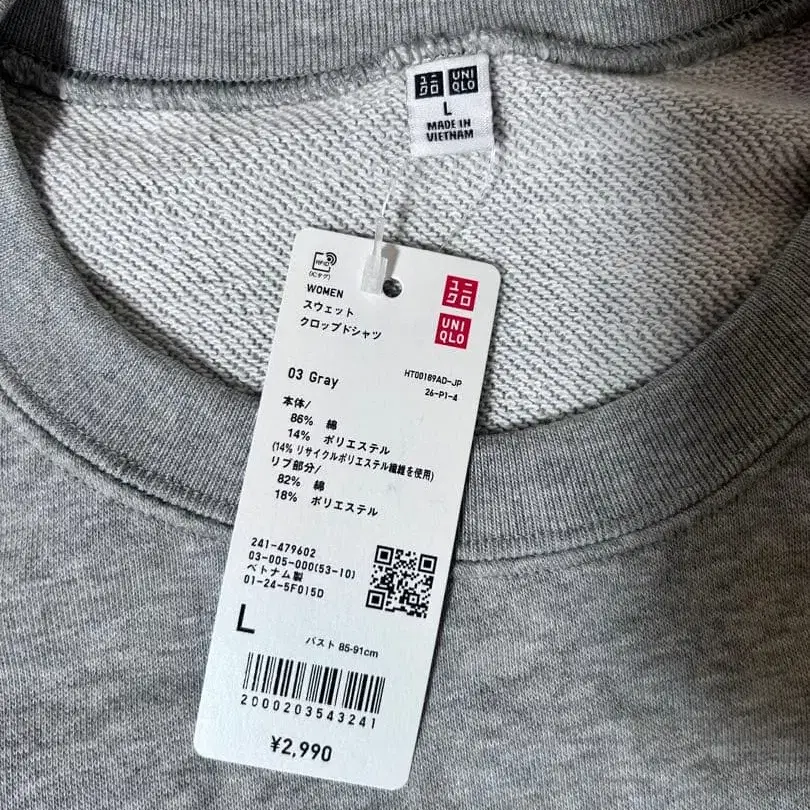 ユニ
クロ
UNI
QLO
L
MADE IN
VIETNAM
RFID
(ICタグ)
WOMEN
スウェット
クロップドシャツ
ユニ
クロ
UNI
QLO
03 Gray
HT00189AD-JP
26-P1-4
本体/
86% 綿
14% ポリエステル
(14% リサイクルポリエステル繊維を使用)
リブ部分/
82% 綿
18% ポリエステル
241-479602
03-005-000(53-10)
ベトナム製
01-24-5F015D
L
バスト 85-91cm
2000203543241
¥2,990